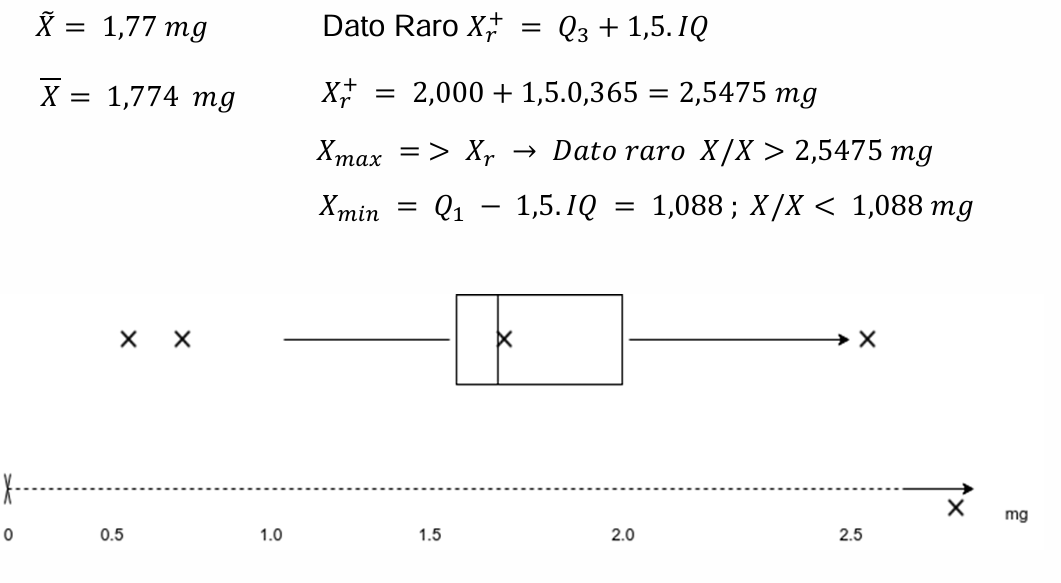 X̃ = 1,77 mg
Dato Raro X_r^+ = Q_3 + 1,5. IQ
X̄ = 1,774 mg
X_r^+ = 2,000 + 1,5.0,365 = 2,5475 mg
X_max => X_r → Dato raro X/X > 2,5475 mg
X_min = Q_1 − 1,5. IQ = 1,088 ; X/X < 1,088 mg
X
mg
0 0.5 1.0 1.5 2.0 2.5